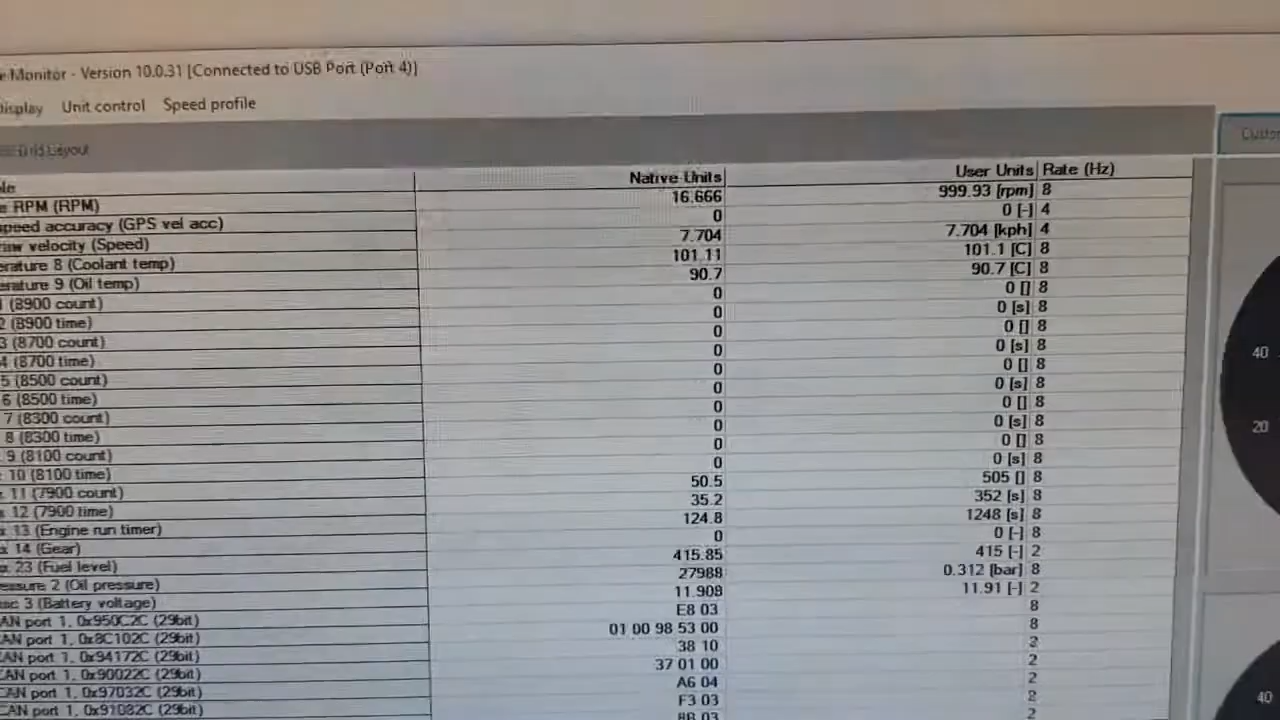 e Monitor - Version 10.0.31 [Connected to USB Port (Port 4)]
isplay Unit control Speed profile
Grid Layout
Custo
ble Native Units User Units Rate (Hz)
e RPM (RPM) 16.666 999.93 [rpm] 8
speed accuracy (GPS vel acc) 0 0 [-] 4
raw velocity (Speed) 7.704 7.704 [kph] 4
erature 8 (Coolant temp) 101.11 101.1 [C] 8
erature 9 (Oil temp) 90.7 90.7 [C] 8
1 (8900 count) 0 0 [] 8
2 (8900 time) 0 0 [s] 8
3 (8700 count) 0 0 [] 8
4 (8700 time) 0 0 [s] 8
5 (8500 count) 0 0 [] 8
6 (8500 time) 0 0 [s] 8
7 (8300 count) 0 0 [] 8
8 (8300 time) 0 0 [s] 8
9 (8100 count) 0 0 [] 8
10 (8100 time) 0 0 [s] 8
11 (7900 count) 50.5 505 [] 8
12 (7900 time) 35.2 352 [s] 8
x 13 (Engine run timer) 124.8 1248 [s] 8
x 14 (Gear) 0 0 [-] 8
x 23 (Fuel level) 415.85 415 [-] 2
essure 2 (Oil pressure) 27988 0.312 [bar] 8
sc 3 (Battery voltage) 11.908 11.91 [-] 2
CAN port 1, 0x950C2C (29bit) E8 03 8
CAN port 1, 0x8C102C (29bit) 01 00 98 53 00 8
CAN port 1, 0x94172C (29bit) 38 10 2
CAN port 1, 0x90022C (29bit) 37 01 00 2
CAN port 1, 0x97032C (29bit) A6 04 2
CAN port 1, 0x91082C (29bit) F3 03 2
8B 03 2
40
20
40